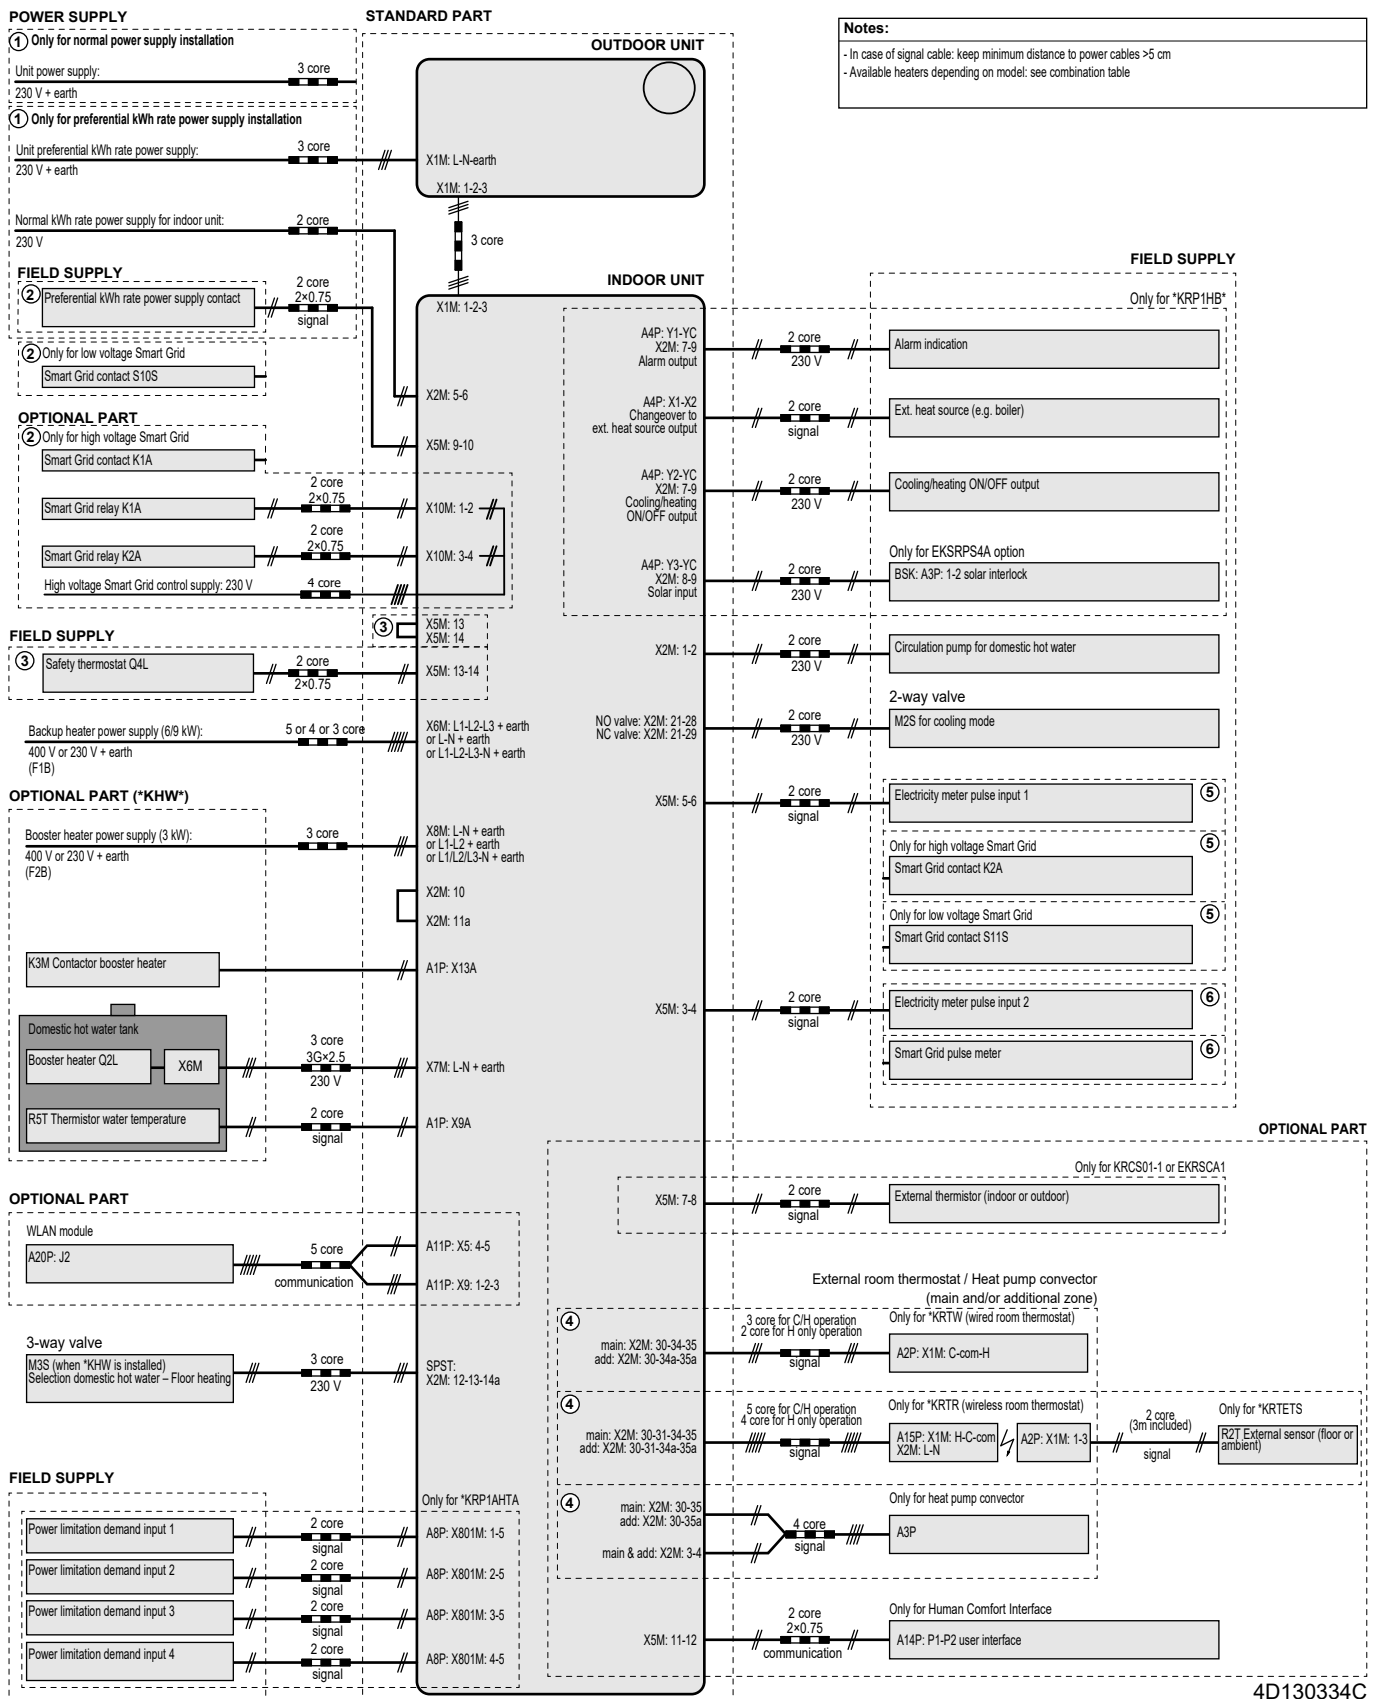 POWER SUPPLY
① Only for normal power supply installation
Unit power supply:
3 core
230 V + earth
① Only for preferential kWh rate power supply installation
Unit preferential kWh rate power supply:
3 core
230 V + earth
Normal kWh rate power supply for indoor unit:
2 core
230 V
FIELD SUPPLY
② Preferential kWh rate power supply contact
2 core
2×0.75
signal
② Only for low voltage Smart Grid
Smart Grid contact S10S
OPTIONAL PART
② Only for high voltage Smart Grid
Smart Grid contact K1A
Smart Grid relay K1A
2 core
2×0.75
Smart Grid relay K2A
2 core
2×0.75
High voltage Smart Grid control supply: 230 V
4 core
FIELD SUPPLY
③ Safety thermostat Q4L
2 core
2×0.75
Backup heater power supply (6/9 kW):
5 or 4 or 3 core
400 V or 230 V + earth
(F1B)
OPTIONAL PART (*KHW*)
Booster heater power supply (3 kW):
3 core
400 V or 230 V + earth
(F2B)
K3M Contactor booster heater
Domestic hot water tank
Booster heater Q2L
X6M
3 core
3G×2.5
230 V
R5T Thermistor water temperature
2 core
signal
OPTIONAL PART
WLAN module
A20P: J2
5 core
communication
3-way valve
M3S (when *KHW is installed)
Selection domestic hot water – Floor heating
3 core
230 V
FIELD SUPPLY
Power limitation demand input 1
2 core
signal
Power limitation demand input 2
2 core
signal
Power limitation demand input 3
2 core
signal
Power limitation demand input 4
2 core
signal
STANDARD PART
OUTDOOR UNIT
X1M: L-N-earth
X1M: 1-2-3
3 core
INDOOR UNIT
X1M: 1-2-3
X2M: 5-6
X5M: 9-10
X10M: 1-2
X10M: 3-4
③
X5M: 13
X5M: 14
X5M: 13-14
X6M: L1-L2-L3 + earth
or L-N + earth
or L1-L2-L3-N + earth
X8M: L-N + earth
or L1-L2 + earth
or L1/L2/L3-N + earth
X2M: 10
X2M: 11a
A1P: X13A
X7M: L-N + earth
A1P: X9A
A11P: X5: 4-5
A11P: X9: 1-2-3
SPST:
X2M: 12-13-14a
Only for *KRP1AHTA
A8P: X801M: 1-5
A8P: X801M: 2-5
A8P: X801M: 3-5
A8P: X801M: 4-5
Notes:
- In case of signal cable: keep minimum distance to power cables >5 cm
- Available heaters depending on model: see combination table
FIELD SUPPLY
Only for *KRP1HB*
A4P: Y1-YC
X2M: 7-9
Alarm output
2 core
230 V
Alarm indication
A4P: X1-X2
Changeover to
ext. heat source output
2 core
signal
Ext. heat source (e.g. boiler)
A4P: Y2-YC
X2M: 7-9
Cooling/heating
ON/OFF output
2 core
230 V
Cooling/heating ON/OFF output
Only for EKSRPS4A option
A4P: Y3-YC
X2M: 8-9
Solar input
2 core
230 V
BSK: A3P: 1-2 solar interlock
X2M: 1-2
2 core
230 V
Circulation pump for domestic hot water
2-way valve
NO valve: X2M: 21-28
NC valve: X2M: 21-29
2 core
230 V
M2S for cooling mode
X5M: 5-6
2 core
signal
Electricity meter pulse input 1
⑤
Only for high voltage Smart Grid
⑤
Smart Grid contact K2A
Only for low voltage Smart Grid
⑤
Smart Grid contact S11S
X5M: 3-4
2 core
signal
Electricity meter pulse input 2
⑥
Smart Grid pulse meter
⑥
OPTIONAL PART
Only for KRCS01-1 or EKRSCA1
X5M: 7-8
2 core
signal
External thermistor (indoor or outdoor)
External room thermostat / Heat pump convector
(main and/or additional zone)
④
main: X2M: 30-34-35
add: X2M: 30-34a-35a
3 core for C/H operation
2 core for H only operation
signal
Only for *KRTW (wired room thermostat)
A2P: X1M: C-com-H
④
main: X2M: 30-31-34-35
add: X2M: 30-31-34a-35a
5 core for C/H operation
4 core for H only operation
signal
Only for *KRTR (wireless room thermostat)
A15P: X1M: H-C-com
X2M: L-N
A2P: X1M: 1-3
2 core
(3m included)
signal
Only for *KRTETS
R2T External sensor (floor or
ambient)
④
main: X2M: 30-35
add: X2M: 30-35a
main & add: X2M: 3-4
4 core
signal
Only for heat pump convector
A3P
X5M: 11-12
2 core
2×0.75
communication
Only for Human Comfort Interface
A14P: P1-P2 user interface
4D130334C